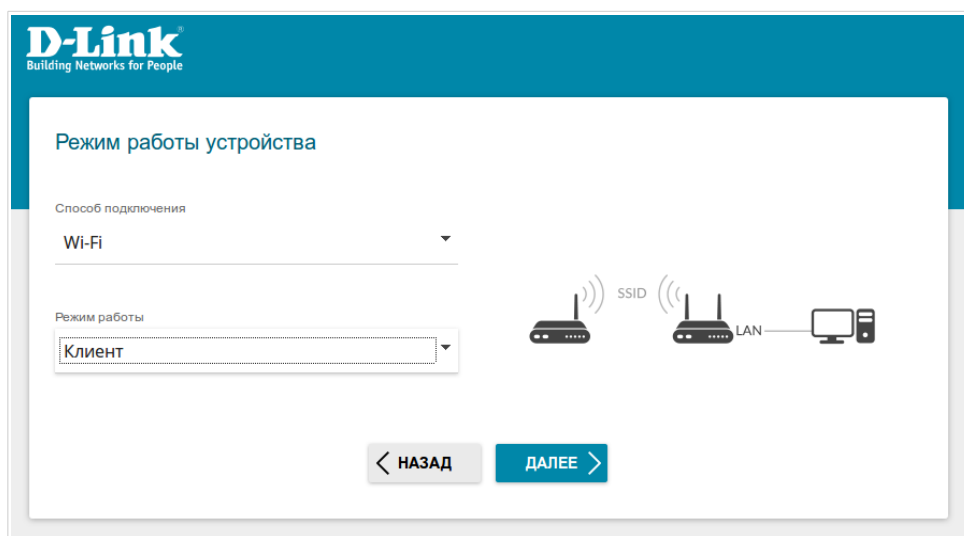 D-Link
Building Networks for People
Режим работы устройства
Способ подключения
Wi-Fi
SSID
Режим работы
Клиент
LAN
НАЗАД
ДАЛЕЕ